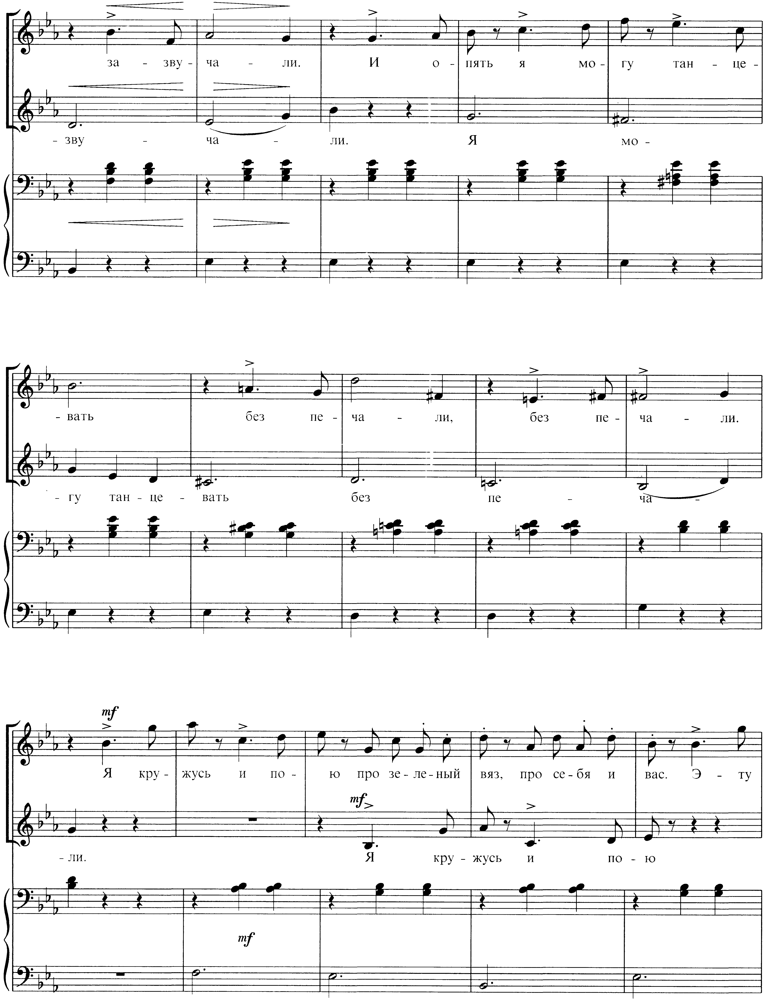 за - зву - ча - ли. И о - пять я мо - гу тан - це -
- зву - ча - ли. Я мо -
- вать без пе - ча - ли, без пе - ча - ли.
- гу тан - це - вать без пе - ча -
mf
Я кру - жусь и по - ю про зе - ле - ный вяз, про се - бя и вас. Э - ту
mf
- ли. Я кру - жусь и по - ю
mf